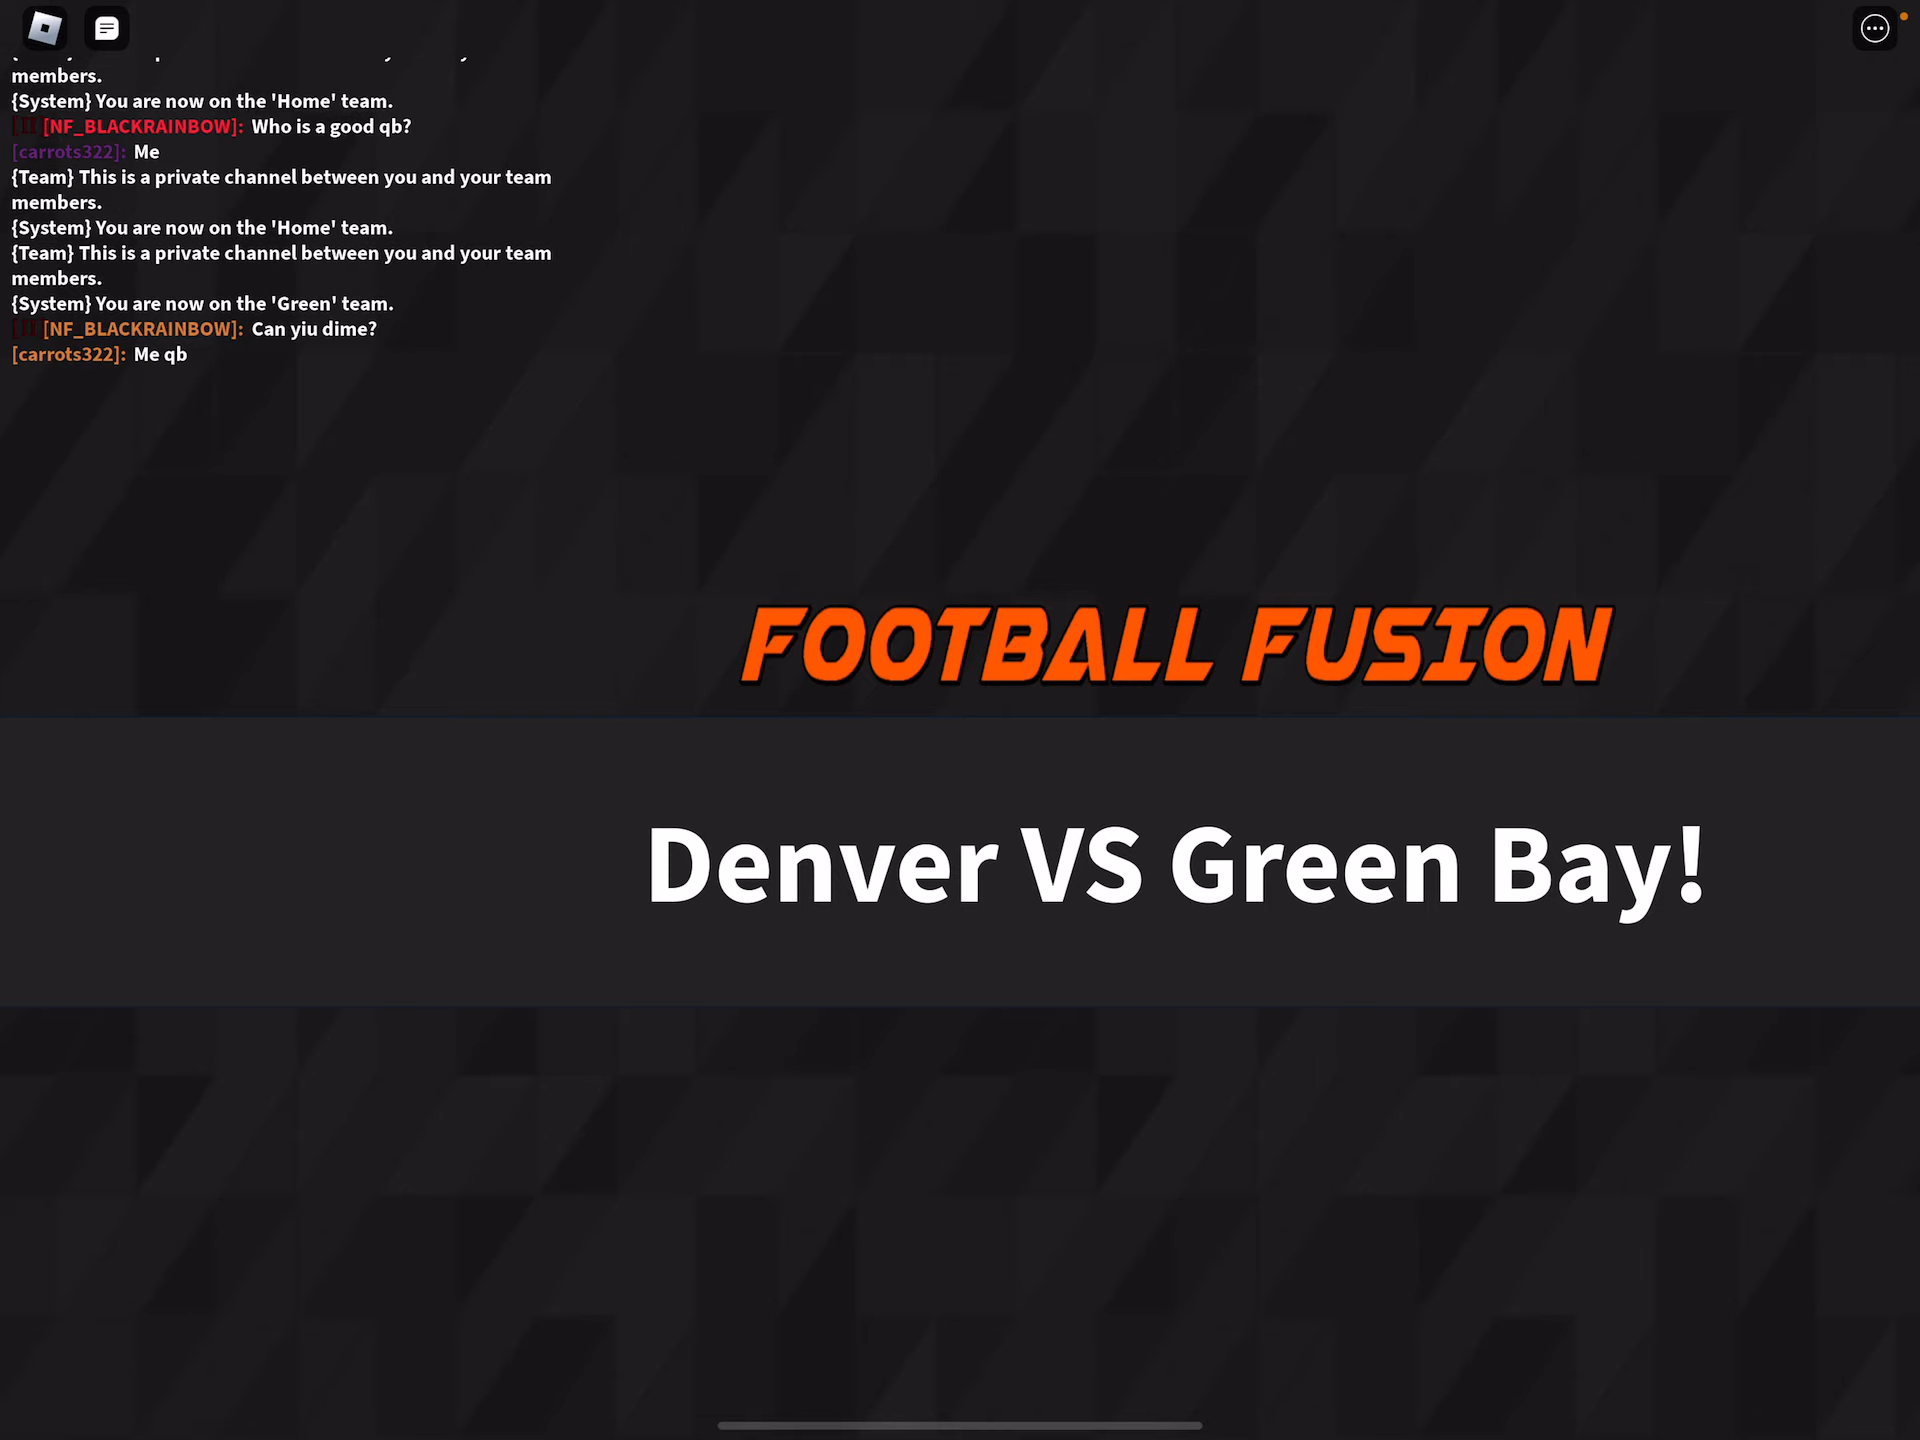 members.
{System} You are now on the 'Home' team.
[NF_BLACKRAINBOW]: Who is a good qb?
[carrots322]: Me
{Team} This is a private channel between you and your team
members.
{System} You are now on the 'Home' team.
{Team} This is a private channel between you and your team
members.
{System} You are now on the 'Green' team.
[NF_BLACKRAINBOW]: Can yiu dime?
[carrots322]: Me qb
FOOTBALL FUSION
Denver VS Green Bay!